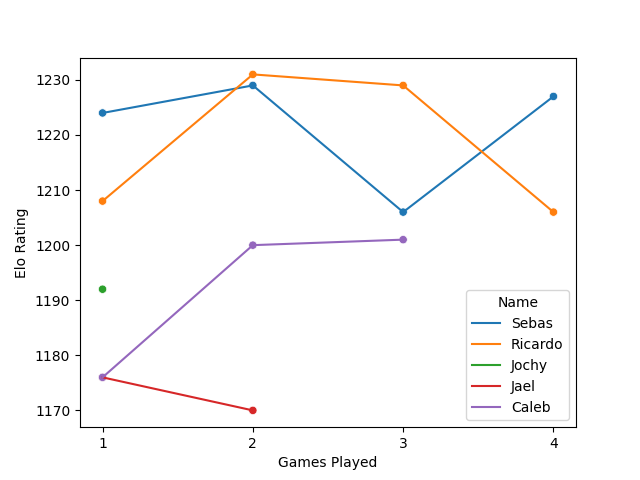 1230
1220
1210
1200
1190
1180
1170
Elo Rating
1 2 3 4
Games Played
Name
Sebas
Ricardo
Jochy
Jael
Caleb